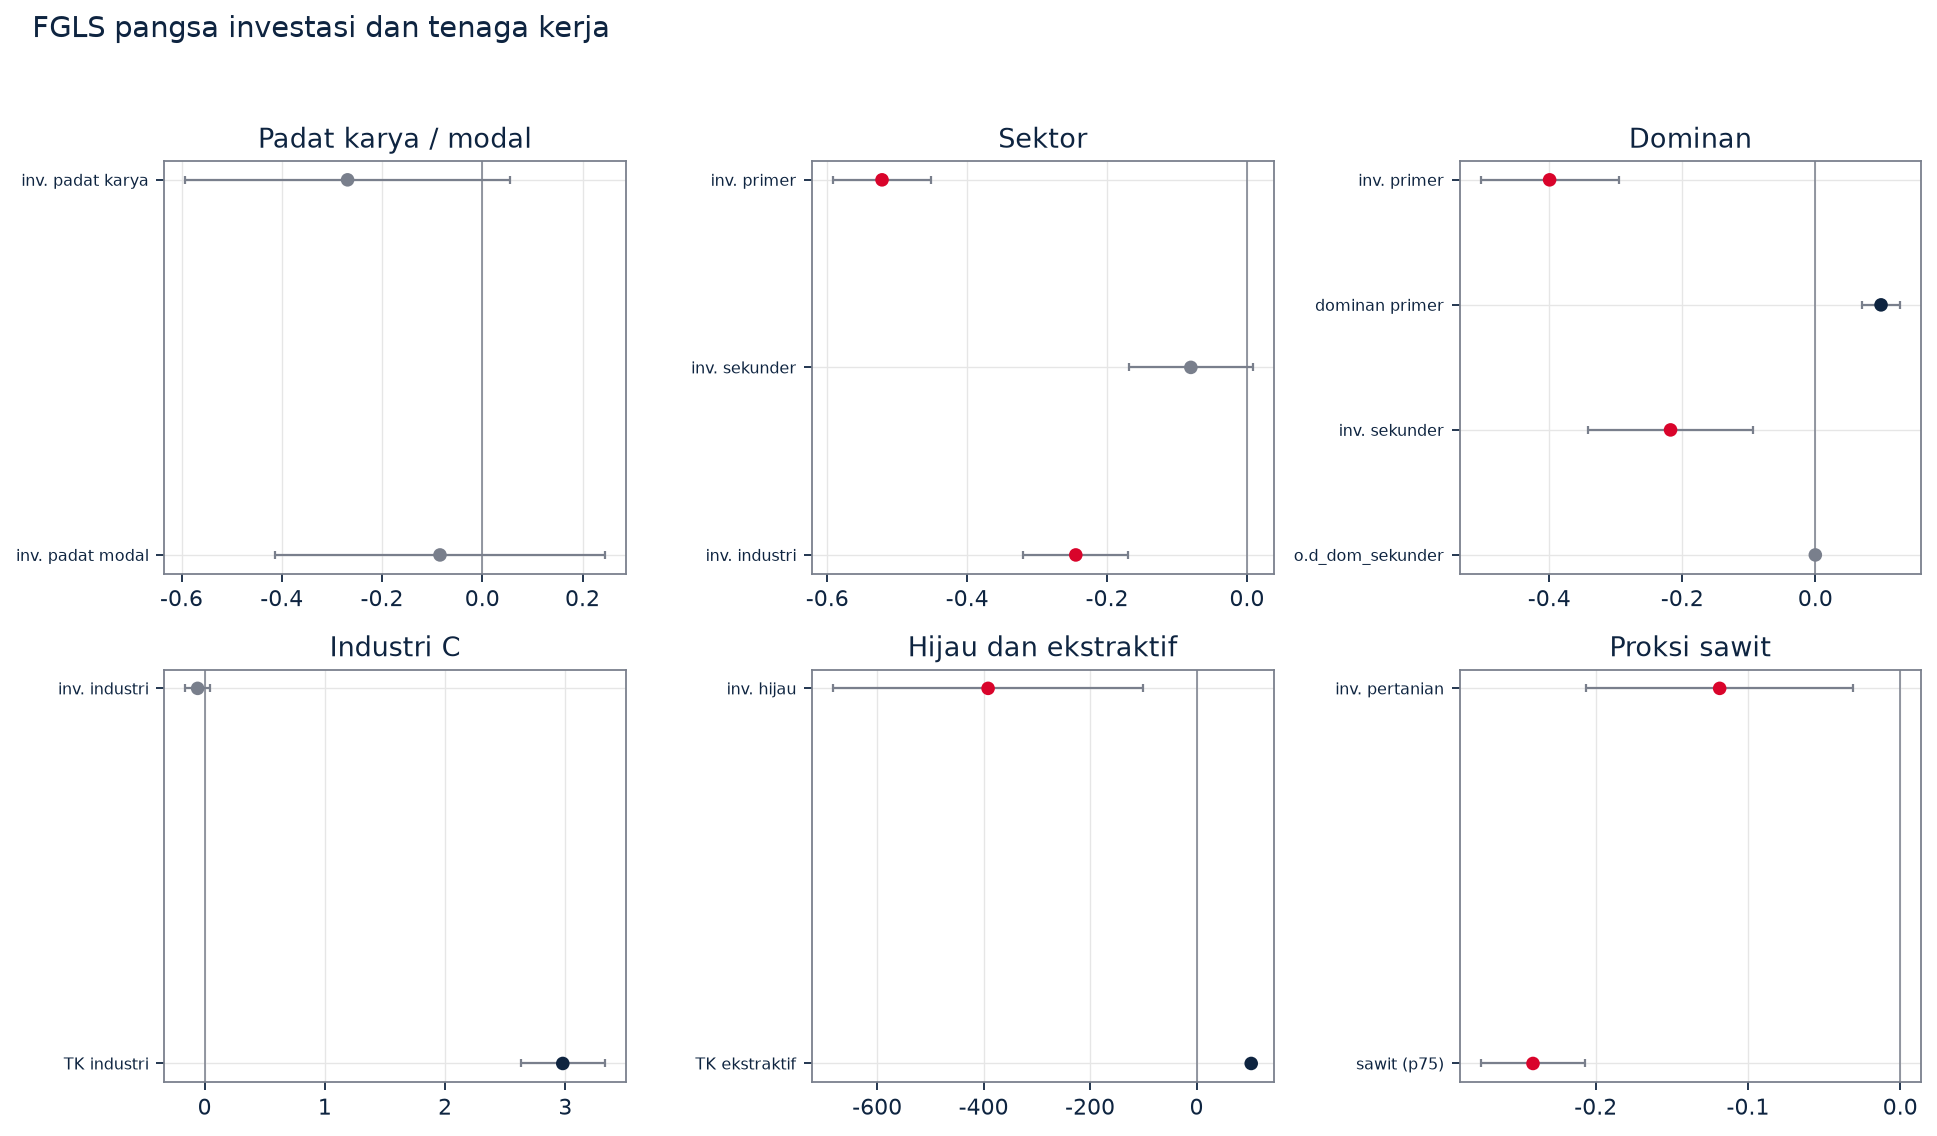 FGLS pangsa investasi dan tenaga kerja
Padat karya / modal
inv. padat karya
inv. padat modal
-0.6 -0.4 -0.2 0.0 0.2
Sektor
inv. primer
inv. sekunder
inv. industri
-0.6 -0.4 -0.2 0.0
Dominan
inv. primer
dominan primer
inv. sekunder
o.d_dom_sekunder
-0.4 -0.2 0.0
Industri C
inv. industri
TK industri
0 1 2 3
Hijau dan ekstraktif
inv. hijau
TK ekstraktif
-600 -400 -200 0
Proksi sawit
inv. pertanian
sawit (p75)
-0.2 -0.1 0.0